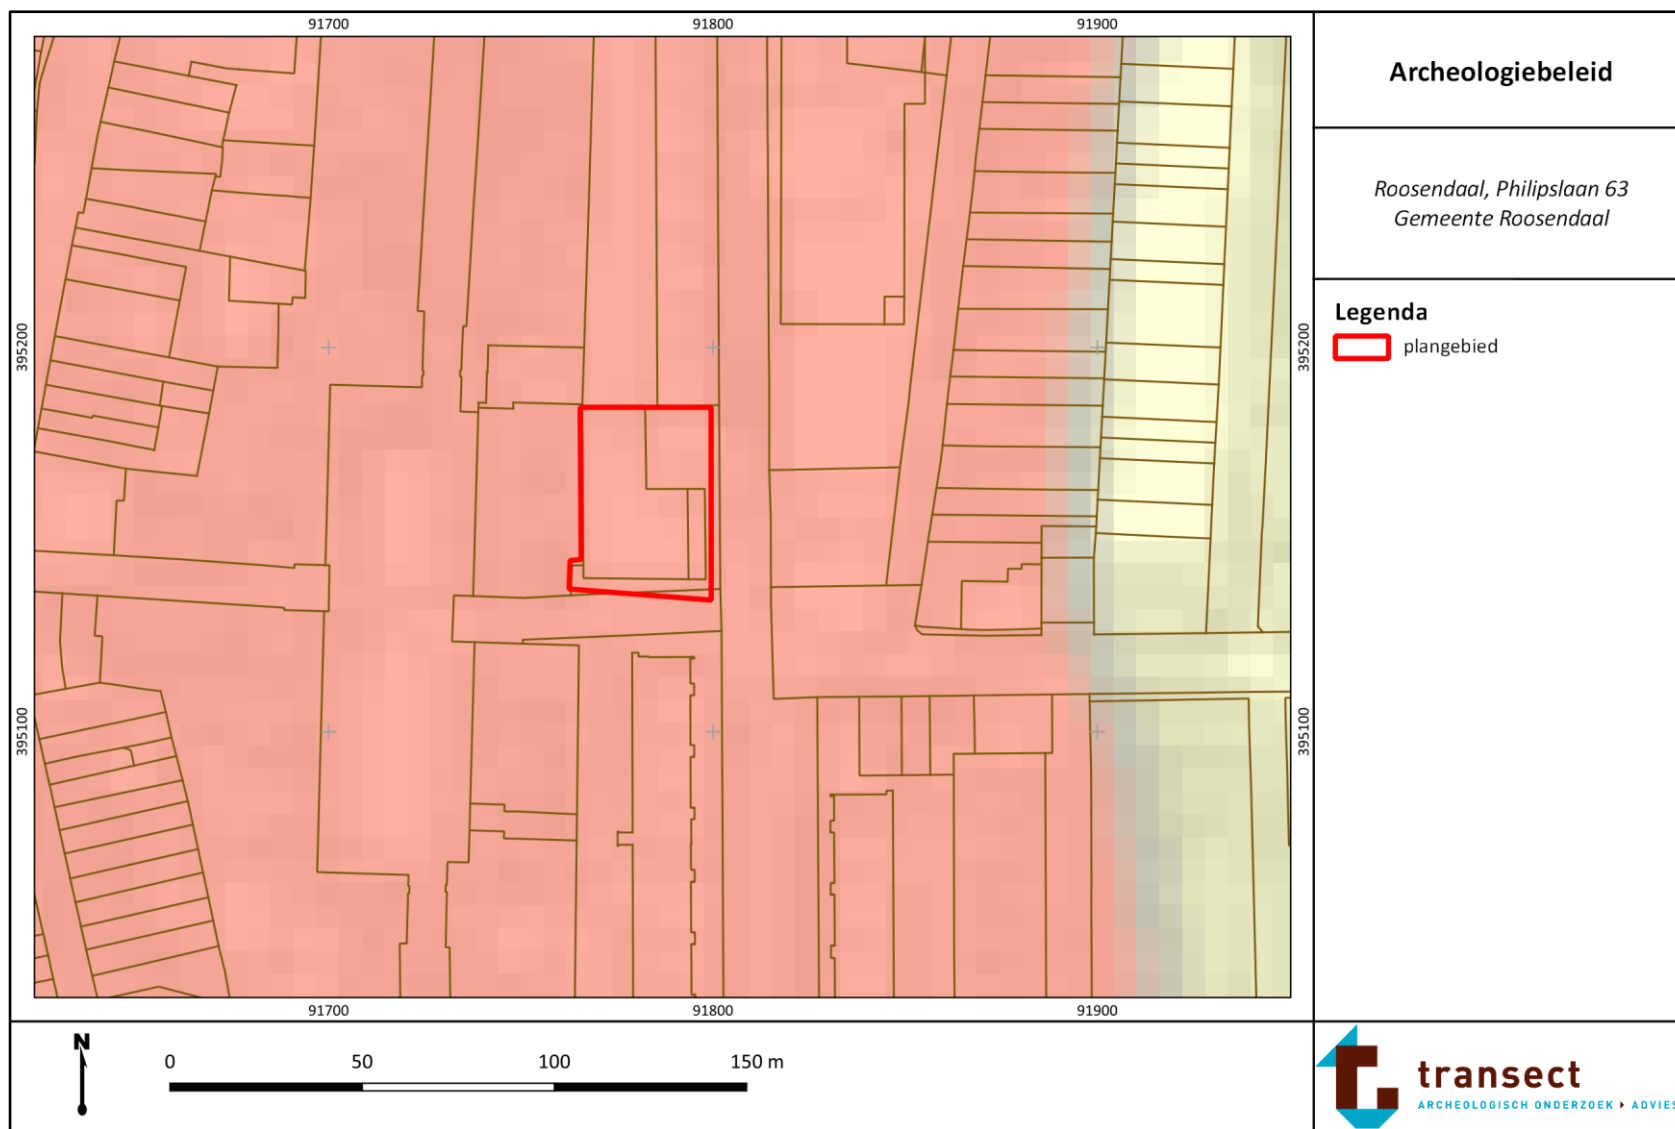 91700 91800 91900
Archeologiebeleid
Roosendaal, Philipslaan 63
Gemeente Roosendaal
Legenda
plangebied
395200 395200
395100 395100
91700 91800 91900
N
0 50 100 150 m
transect
ARCHEOLOGISCH ONDERZOEK ▸ ADVIES